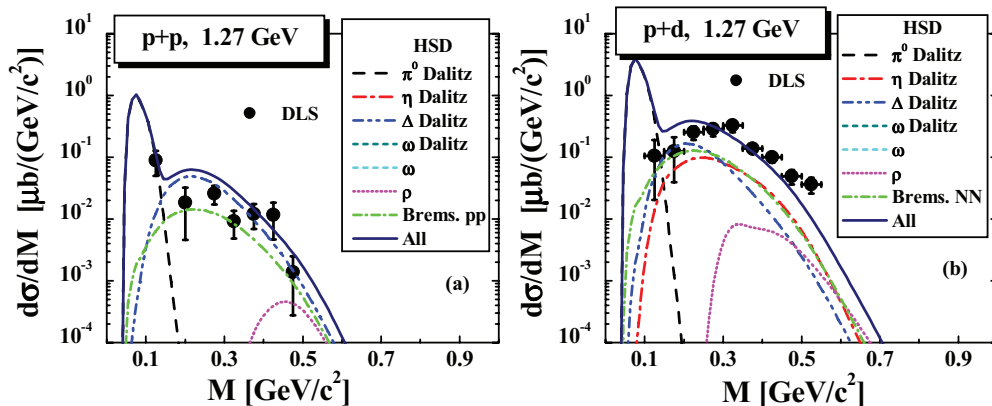 p+p, 1.27 GeV
HSD
π⁰ Dalitz
η Dalitz
Δ Dalitz
ω Dalitz
ω
ρ
Brems. pp
All
DLS
(a)
dσ/dM [μb/(GeV/c²)]
10¹
10⁰
10⁻¹
10⁻²
10⁻³
10⁻⁴
0.1 0.3 0.5 0.7 0.9
M [GeV/c²]
p+d, 1.27 GeV
HSD
π⁰ Dalitz
η Dalitz
Δ Dalitz
ω Dalitz
ω
ρ
Brems. NN
All
DLS
(b)
dσ/dM [μb/(GeV/c²)]
10¹
10⁰
10⁻¹
10⁻²
10⁻³
10⁻⁴
0.1 0.3 0.5 0.7 0.9
M [GeV/c²]